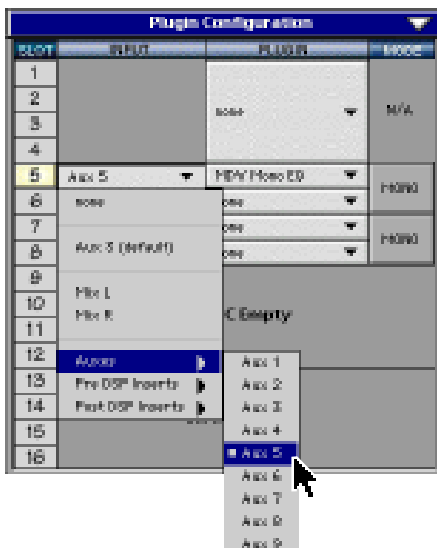 Plugin Configuration
SLOT INPUT PLUGIN MODE
1
2
none N/A
3
4
5 Aux 5 MDW Mono EQ
MONO
6 none one
7 one
MONO
8 Aux 3 (default) one
9
10 Mix L
Mix R C Empty
11
12 Auxes Aux 1
13 Pre DSP Inserts Aux 2
14 Post DSP Inserts Aux 3
15 Aux 4
16 Aux 5
Aux 6
Aux 7
Aux 8
Aux 9